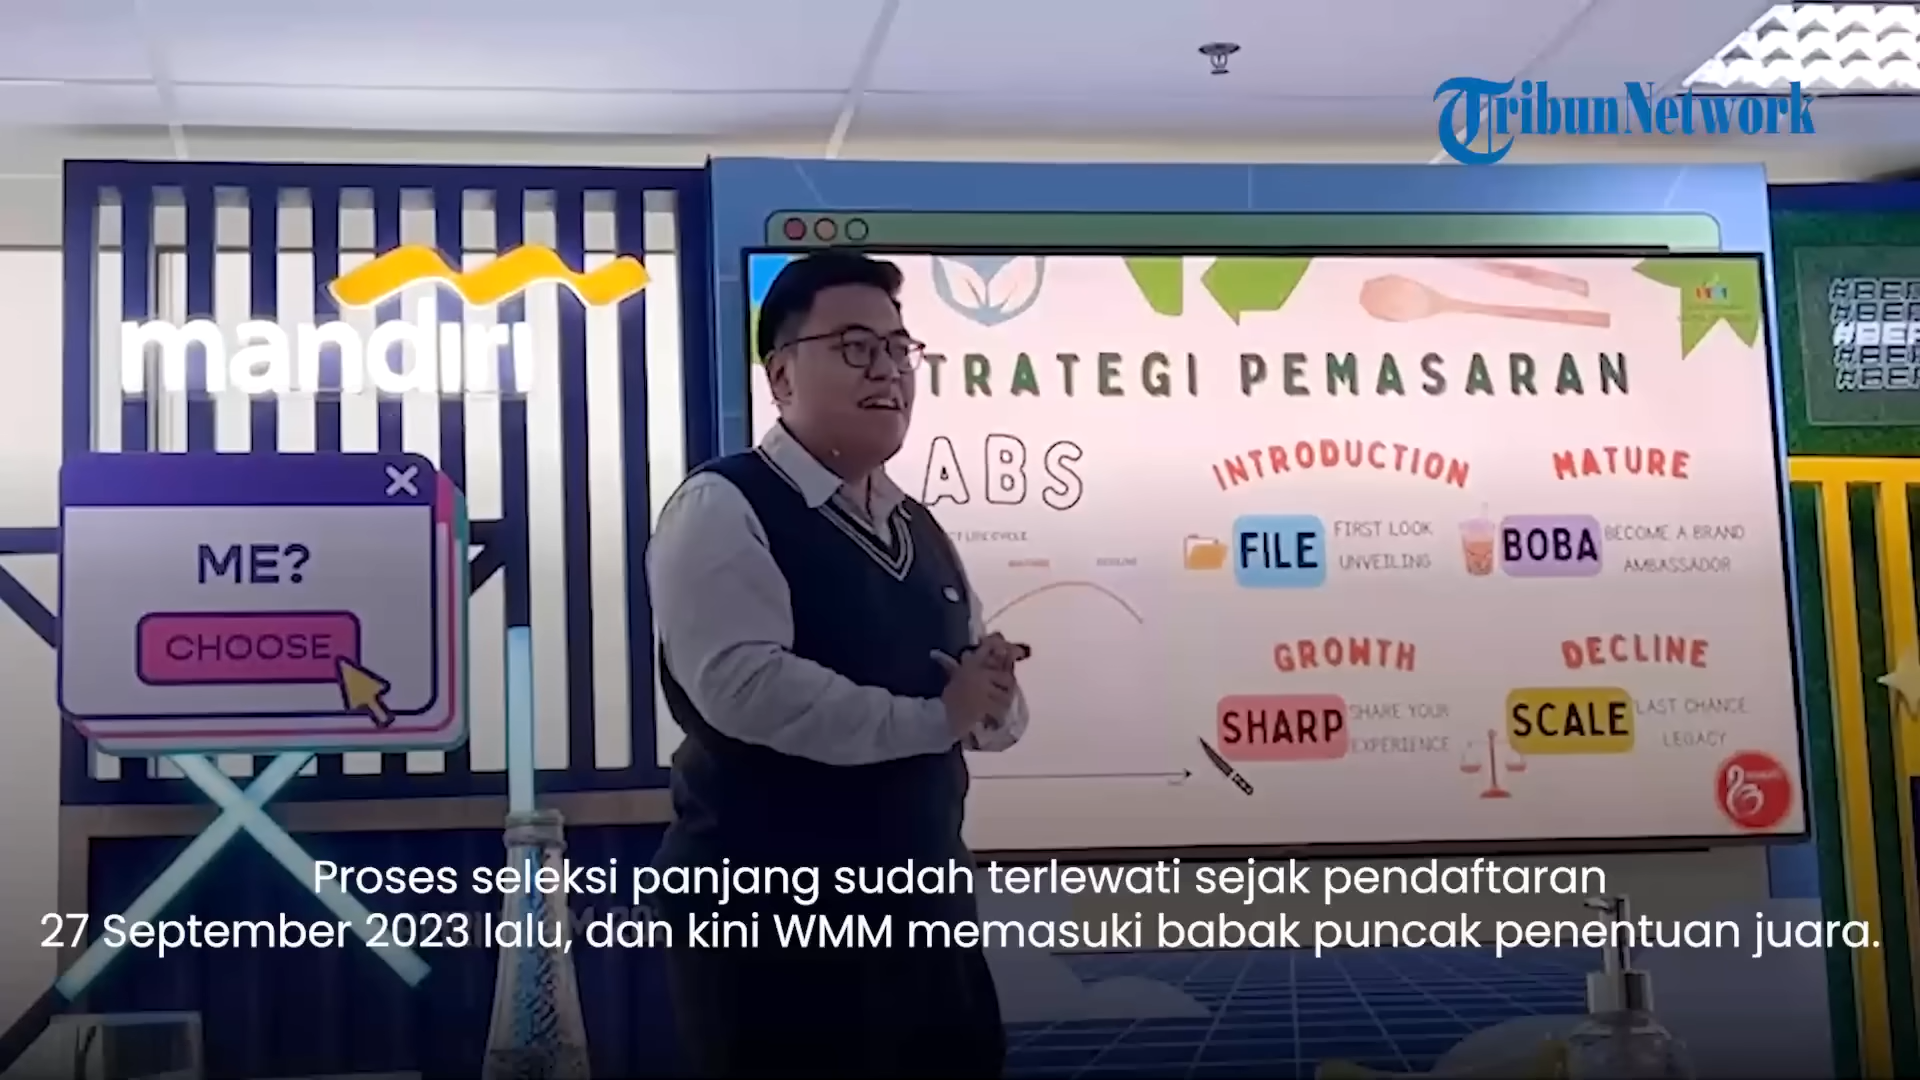 TribunNetwork
mandiri
ME?
CHOOSE
TRATEGI PEMASARAN
ABS
INTRODUCTION
FILE
FIRST LOOK
UNVEILING
MATURE
BOBA
BECOME A BRAND
AMBASSADOR
GROWTH
SHARP
SHARE YOUR
EXPERIENCE
DECLINE
SCALE
LAST CHANCE
LEGACY
Proses seleksi panjang sudah terlewati sejak pendaftaran
27 September 2023 lalu, dan kini WMM memasuki babak puncak penentuan juara.